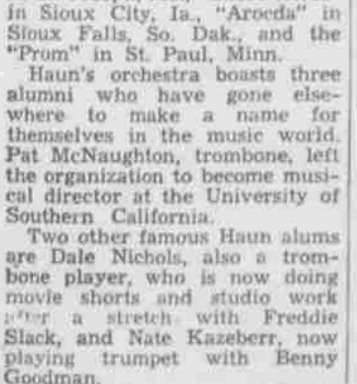 in Sioux City, Ia., "Aroeda" in
Sioux Falls, So. Dak., and the
"Prom" in St. Paul, Minn.
Haun's orchestra boasts three
alumni who have gone else-
where to make a name for
themselves in the music world.
Pat McNaughton, trombone, left
the organization to become musi-
cal director at the University of
Southern California.
Two other famous Haun alums
are Dale Nichols, also a trom-
bone player, who is now doing
movie shorts and studio work
after a stretch with Freddie
Slack, and Nate Kazeberr, now
playing trumpet with Benny
Goodman.